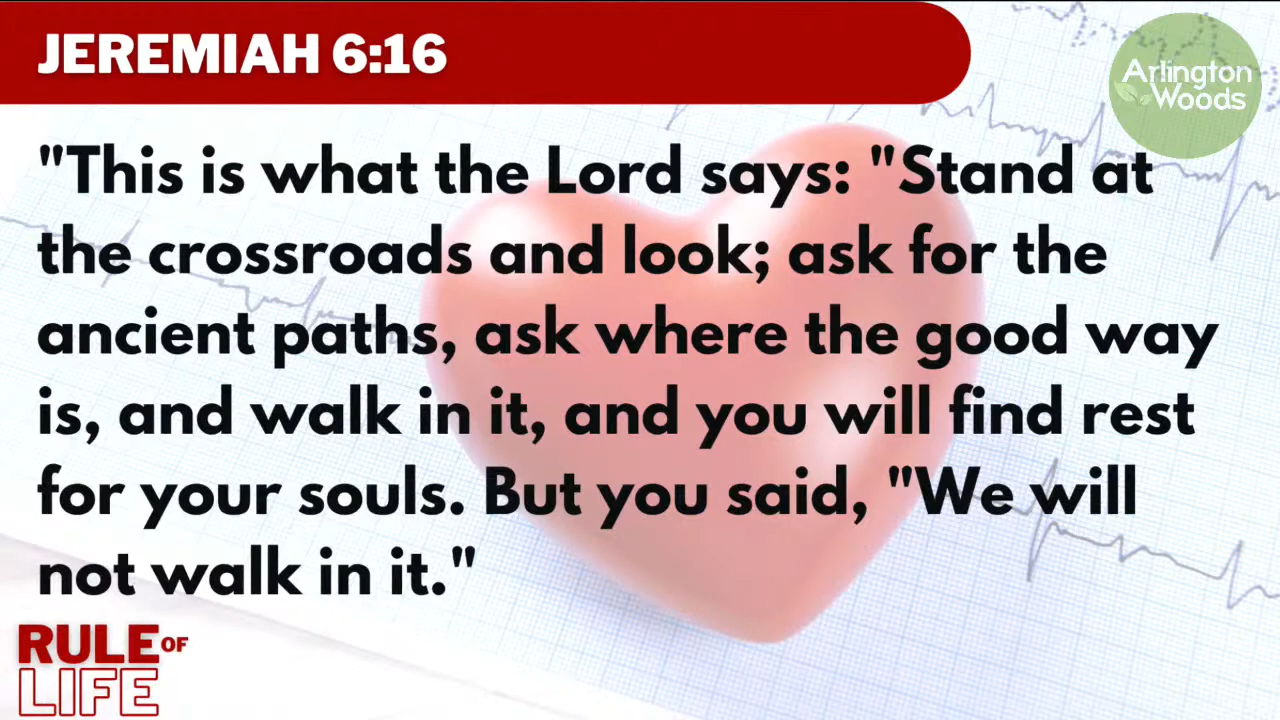 JEREMIAH 6:16
Arlington
Woods
"This is what the Lord says: "Stand at
the crossroads and look; ask for the
ancient paths, ask where the good way
is, and walk in it, and you will find rest
for your souls. But you said, "We will
not walk in it."
RULE OF
LIFE